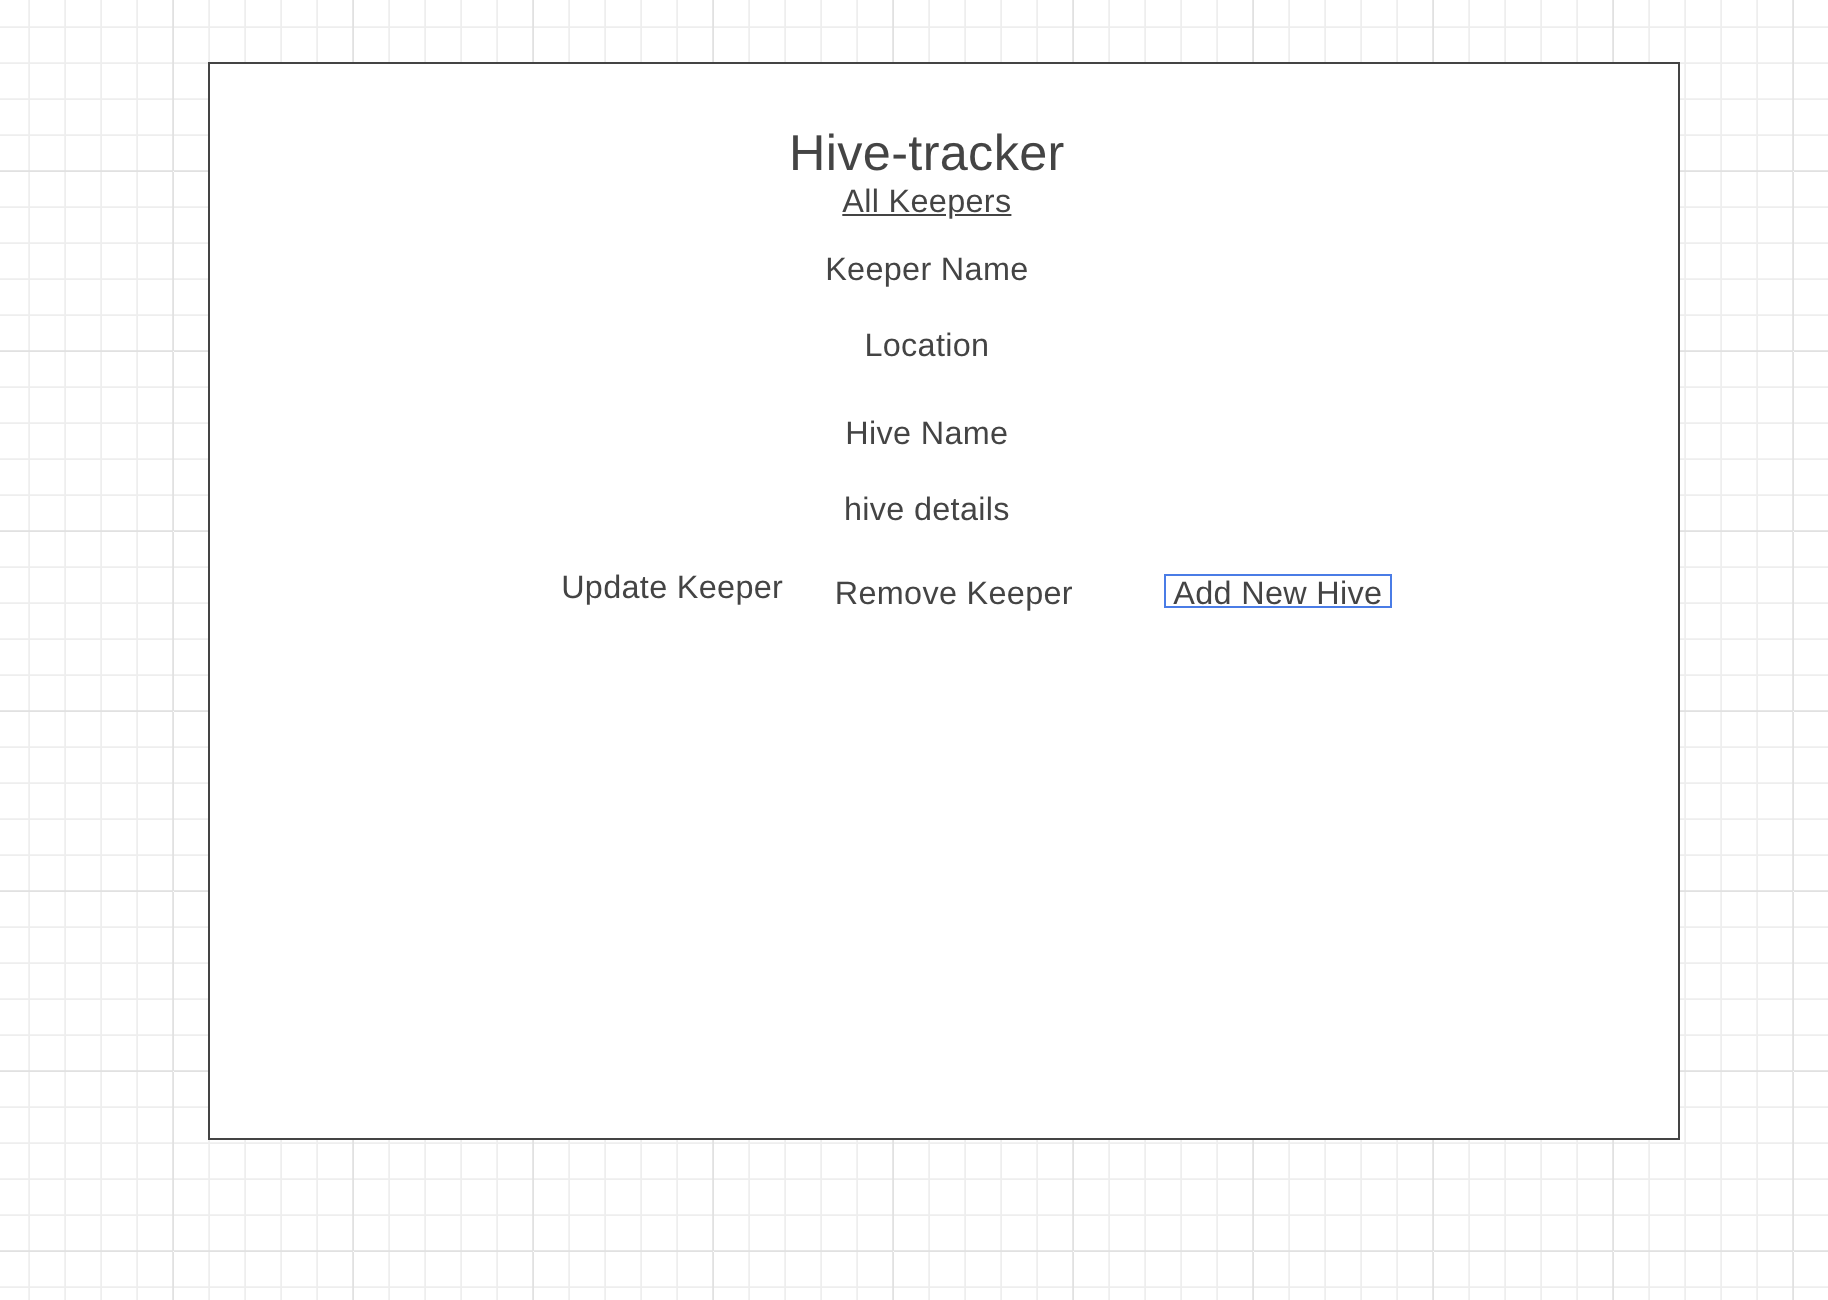 Hive-tracker
All Keepers
Keeper Name
Location
Hive Name
hive details
Update Keeper Remove Keeper Add New Hive